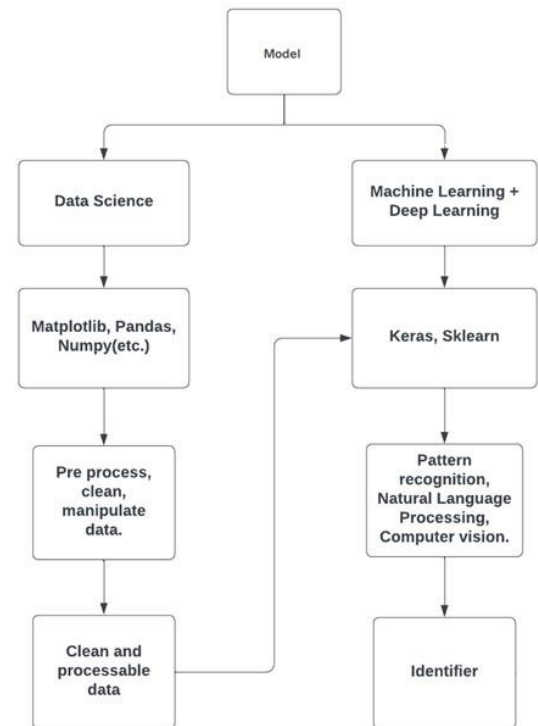 Model
Data Science
Machine Learning +
Deep Learning
Matplotlib, Pandas,
Numpy(etc.)
Keras, Sklearn
Pre process,
clean,
manipulate
data.
Pattern
recognition,
Natural Language
Processing,
Computer vision.
Clean and
processable
data
Identifier